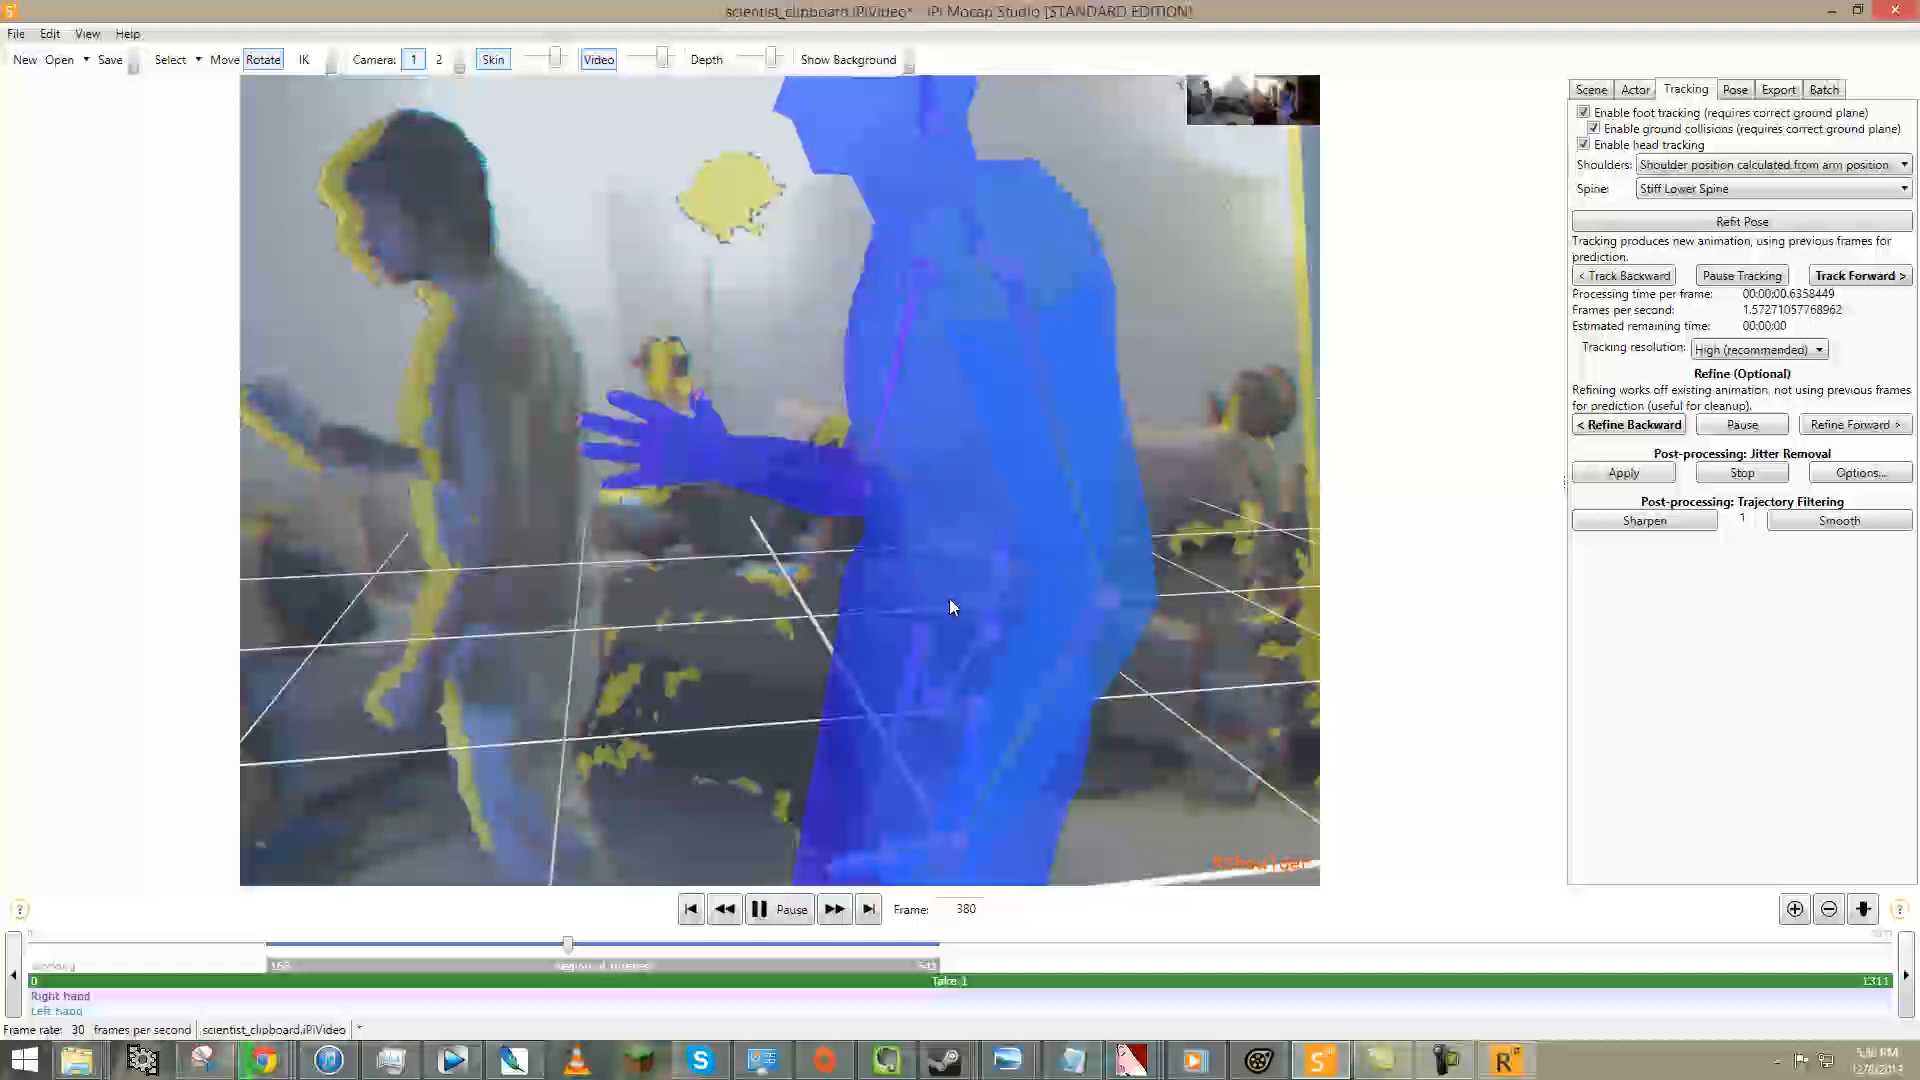 scientist_clipboard.iPiVideo* - iPi Mocap Studio [STANDARD EDITION]
File Edit View Help
New Open Save Select Move Rotate IK Camera: 1 2 Skin Video Depth Show Background
Scene Actor Tracking Pose Export Batch
Enable foot tracking (requires correct ground plane)
Enable ground collisions (requires correct ground plane)
Enable head tracking
Shoulders: Shoulder position calculated from arm position
Spine: Stiff Lower Spine
Refit Pose
Tracking produces new animation, using previous frames for
prediction.
< Track Backward Pause Tracking Track Forward >
Processing time per frame: 00:00:00.6358449
Frames per second: 1.57271057768962
Estimated remaining time: 00:00:00
Tracking resolution: High (recommended)
Refine (Optional)
Refining works off existing animation, not using previous frames
for prediction (useful for cleanup).
< Refine Backward Pause Refine Forward >
Post-processing: Jitter Removal
Apply Stop Options...
Post-processing: Trajectory Filtering
Sharpen 1 Smooth
RShoulder
Pause Frame: 380
0 Take 1 1311
Right hand
Left hand
Frame rate: 30 frames per second scientist_clipboard.iPiVideo *